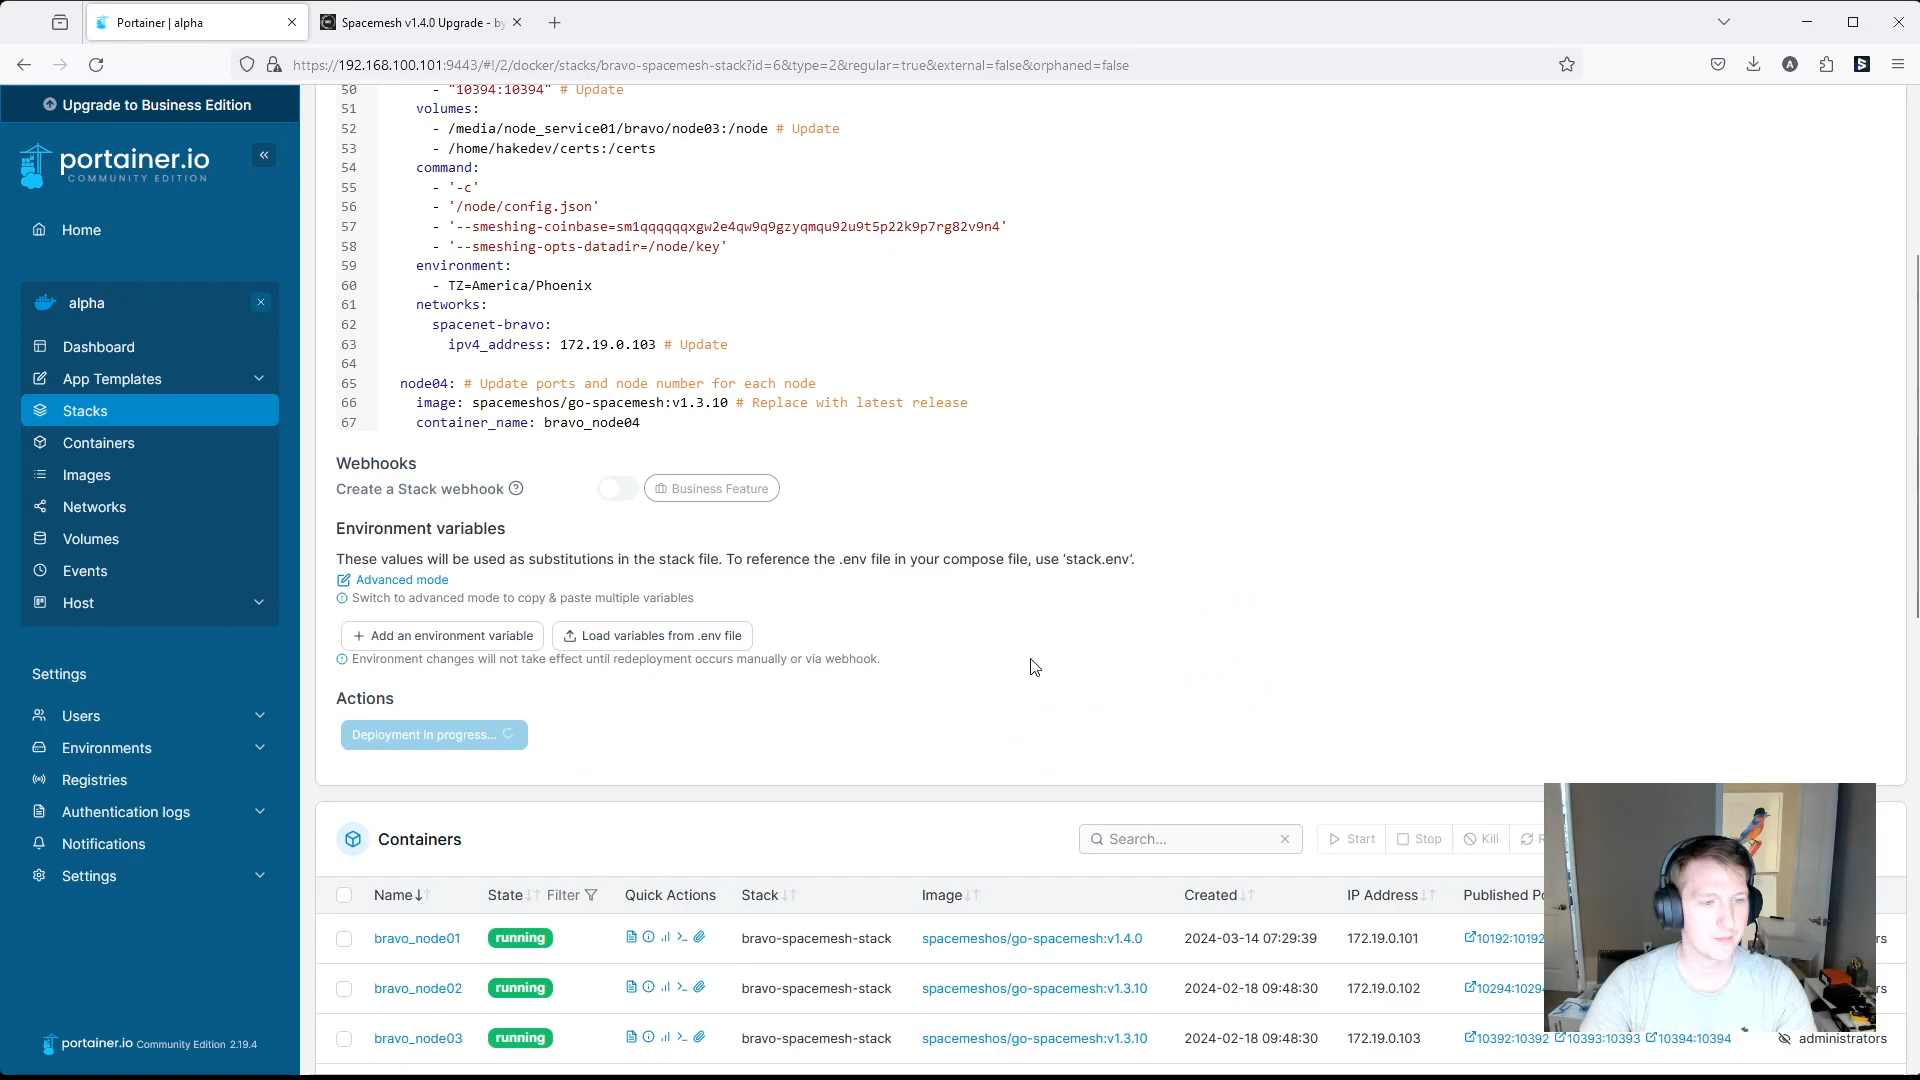 Portainer | alpha
Spacemesh v1.4.0 Upgrade - by
https://192.168.100.101:9443/#!/2/docker/stacks/bravo-spacemesh-stack?id=6&type=2&regular=true&external=false&orphaned=false
Upgrade to Business Edition
portainer.io
COMMUNITY EDITION
Home
alpha
Dashboard
App Templates
Stacks
Containers
Images
Networks
Volumes
Events
Host
Settings
Users
Environments
Registries
Authentication logs
Notifications
Settings
portainer.io Community Edition 2.19.4
50 - "10394:10394" # Update
51 volumes:
52 - /media/node_service01/bravo/node03:/node # Update
53 - /home/hakedev/certs:/certs
54 command:
55 - '-c'
56 - '/node/config.json'
57 - '--smeshing-coinbase=sm1qqqqqqxgw2e4qw9q9gzyqmqu92u9t5p22k9p7rg82v9n4'
58 - '--smeshing-opts-datadir=/node/key'
59 environment:
60 - TZ=America/Phoenix
61 networks:
62 spacenet-bravo:
63 ipv4_address: 172.19.0.103 # Update
64
65 node04: # Update ports and node number for each node
66 image: spacemeshos/go-spacemesh:v1.3.10 # Replace with latest release
67 container_name: bravo_node04
Webhooks
Create a Stack webhook
Business Feature
Environment variables
These values will be used as substitutions in the stack file. To reference the .env file in your compose file, use ‘stack.env’.
Advanced mode
Switch to advanced mode to copy & paste multiple variables
Add an environment variable
Load variables from .env file
Environment changes will not take effect until redeployment occurs manually or via webhook.
Actions
Deployment in progress...
Containers
Search...
Start
Stop
Kill
R
Name State Filter Quick Actions Stack Image Created IP Address Published Po
bravo_node01 running bravo-spacemesh-stack spacemeshos/go-spacemesh:v1.4.0 2024-03-14 07:29:39 172.19.0.101 10192:10192 rs
bravo_node02 running bravo-spacemesh-stack spacemeshos/go-spacemesh:v1.3.10 2024-02-18 09:48:30 172.19.0.102 10294:1029 rs
bravo_node03 running bravo-spacemesh-stack spacemeshos/go-spacemesh:v1.3.10 2024-02-18 09:48:30 172.19.0.103 10392:10392 10393:10393 10394:10394 administrators